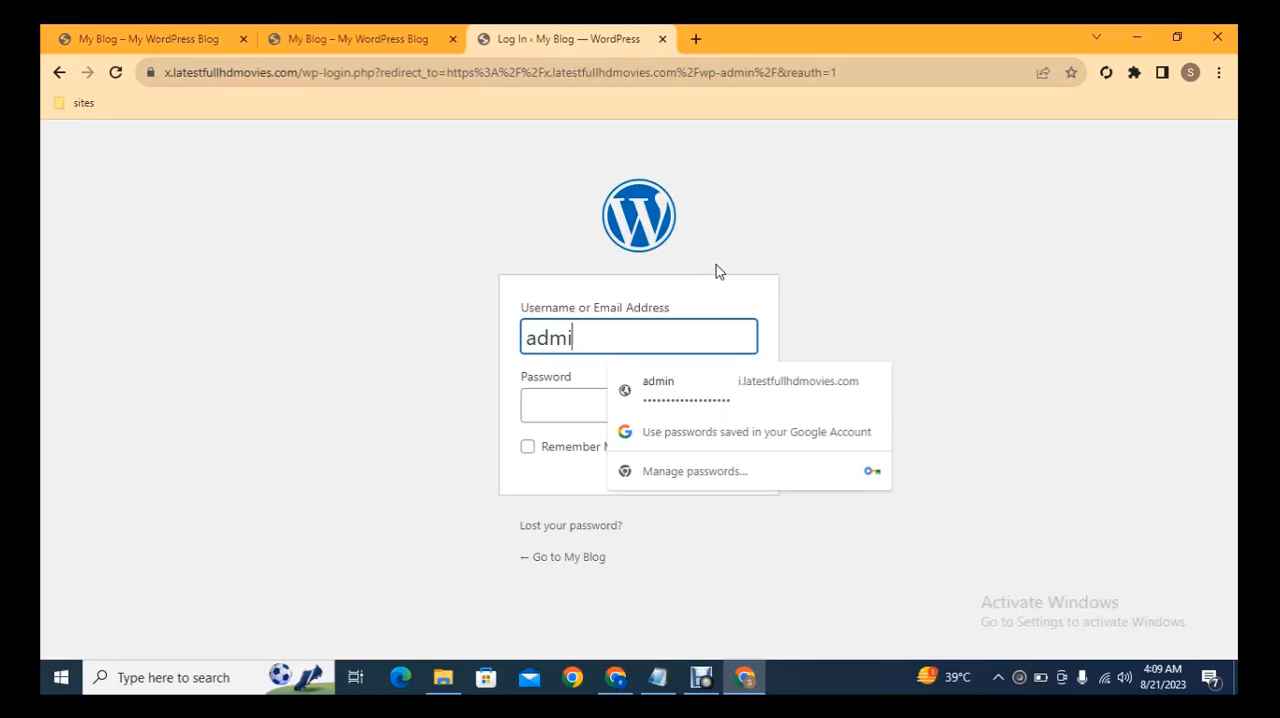 My Blog – My WordPress Blog
My Blog – My WordPress Blog
Log In ‹ My Blog — WordPress
x.latestfullhdmovies.com/wp-login.php?redirect_to=https%3A%2F%2Fx.latestfullhdmovies.com%2Fwp-admin%2F&reauth=1
S
sites
W
Username or Email Address
admi
Password
admin
i.latestfullhdmovies.com
••••••••••••••••••••
Use passwords saved in your Google Account
Remember M
Manage passwords...
Lost your password?
← Go to My Blog
Activate Windows
Go to Settings to activate Windows.
Type here to search
S
39°C
4:09 AM
8/21/2023
7